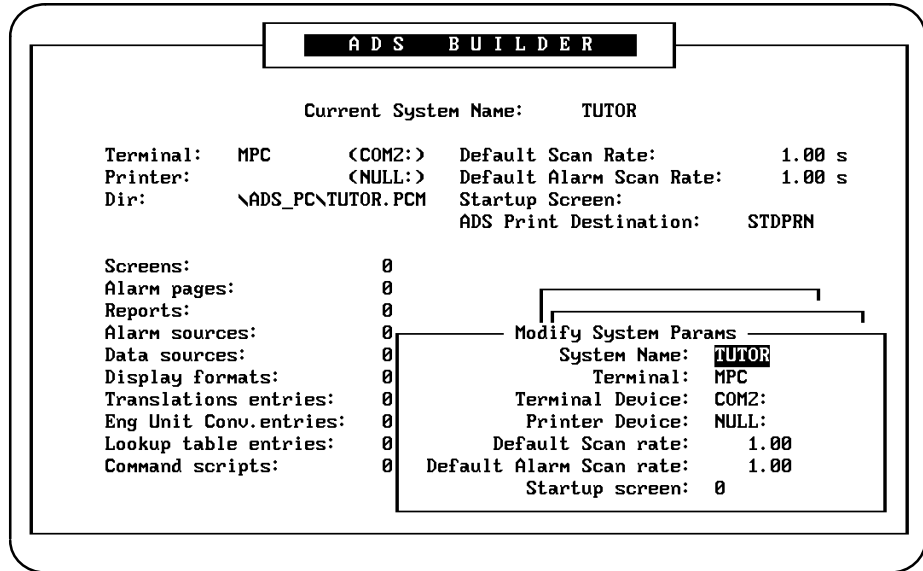 ADS BUILDER
Current System Name: TUTOR
Terminal: MPC (COM2:) Default Scan Rate: 1.00 s
Printer: (NULL:) Default Alarm Scan Rate: 1.00 s
Dir: \ADS_PC\TUTOR.PCM Startup Screen:
ADS Print Destination: STDPRN
Screens: 0
Alarm pages: 0
Reports: 0
Alarm sources: 0
Data sources: 0
Display formats: 0
Translations entries: 0
Eng Unit Conv.entries: 0
Lookup table entries: 0
Command scripts: 0
Modify System Params
System Name: TUTOR
Terminal: MPC
Terminal Device: COM2:
Printer Device: NULL:
Default Scan rate: 1.00
Default Alarm Scan rate: 1.00
Startup screen: 0